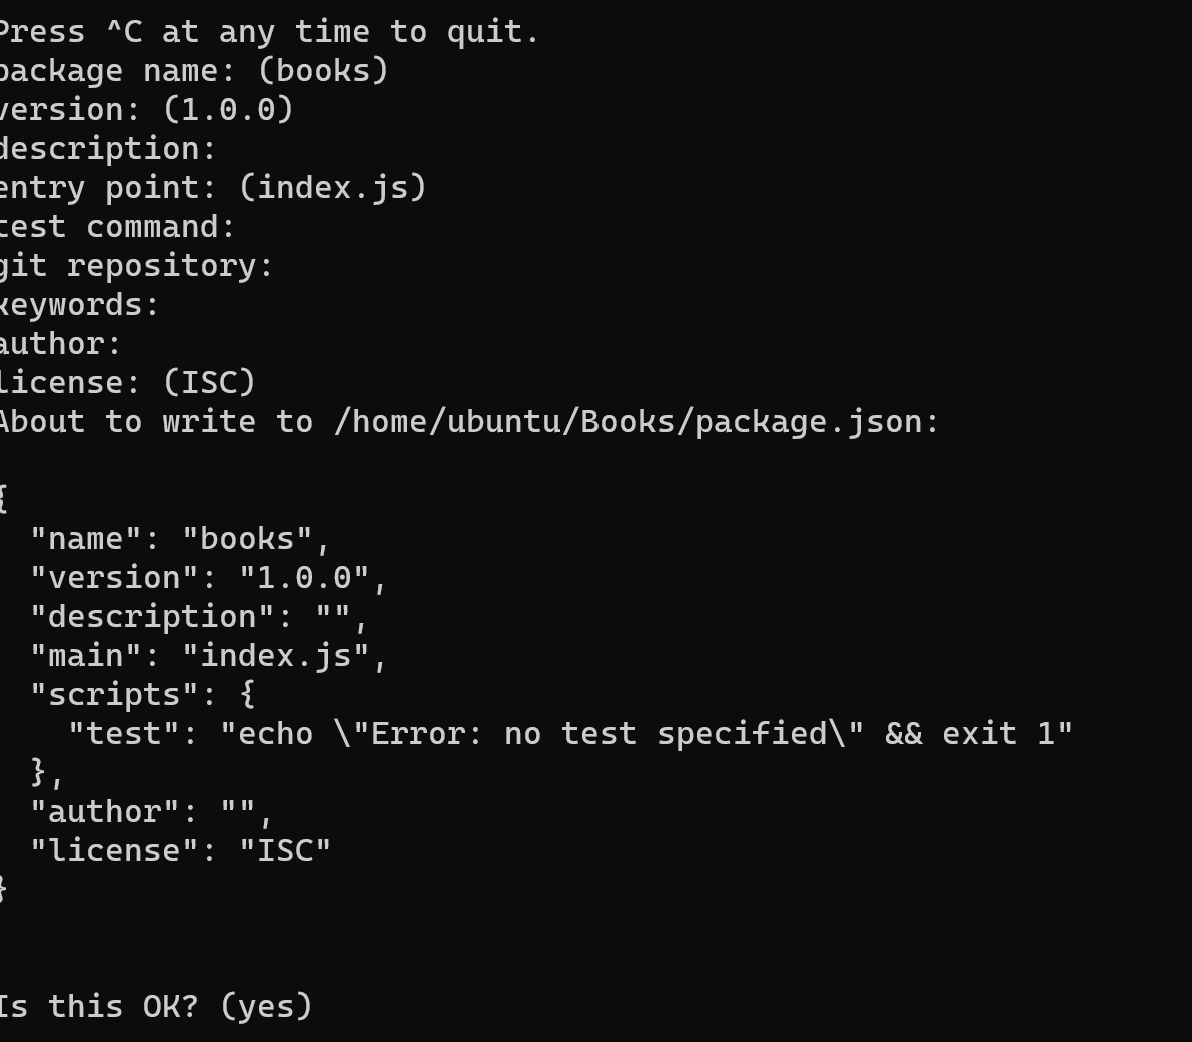 Press ^C at any time to quit.
package name: (books)
version: (1.0.0)
description:
entry point: (index.js)
test command:
git repository:
keywords:
author:
license: (ISC)
About to write to /home/ubuntu/Books/package.json:
{
  "name": "books",
  "version": "1.0.0",
  "description": "",
  "main": "index.js",
  "scripts": {
    "test": "echo \"Error: no test specified\" && exit 1"
  },
  "author": "",
  "license": "ISC"
}
Is this OK? (yes)